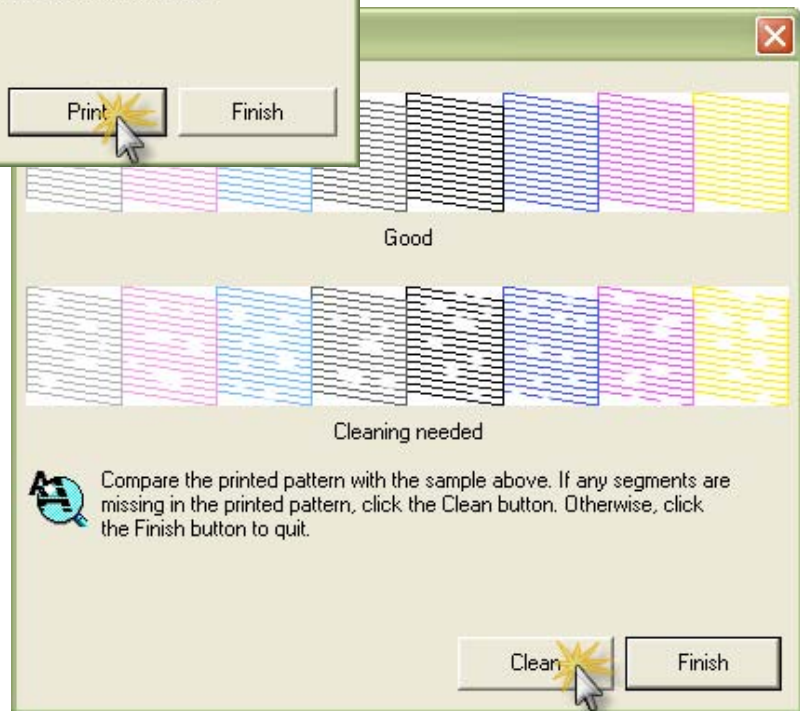 Print
Finish
Good
Cleaning needed
Compare the printed pattern with the sample above. If any segments are
missing in the printed pattern, click the Clean button. Otherwise, click
the Finish button to quit.
Clean
Finish